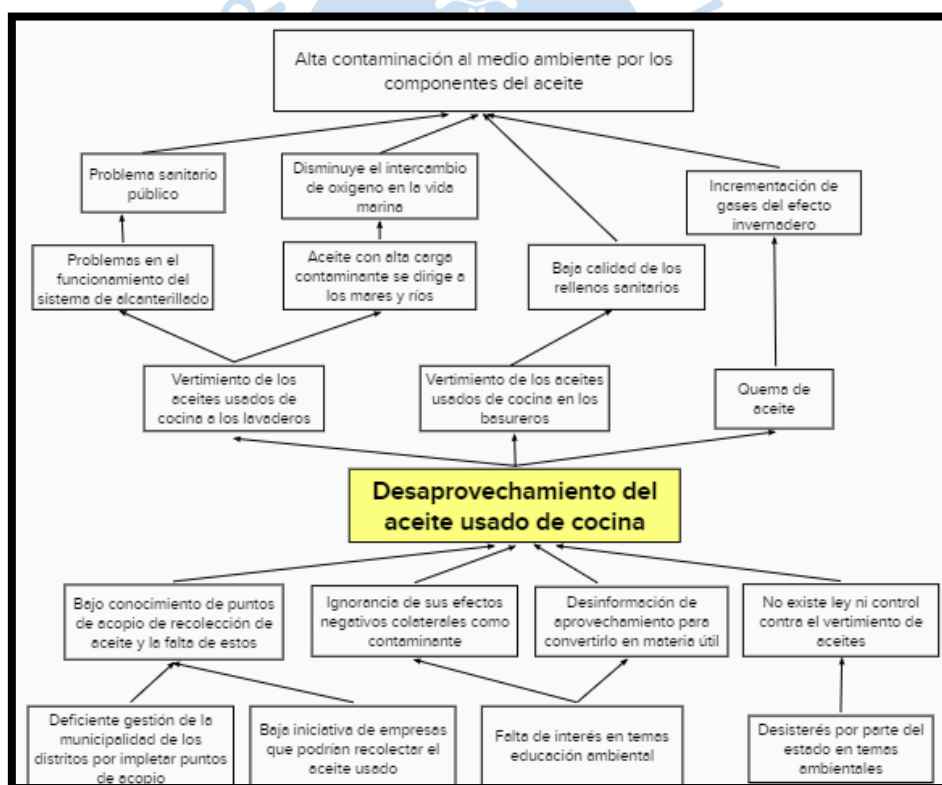 Alta contaminación al medio ambiente por los
componentes del aceite
Problema sanitario
público
Disminuye el intercambio
de oxigeno en la vida
marina
Incrementación de
gases del efecto
invernadero
Problemas en el
funcionamiento del
sistema de alcanterillado
Aceite con alta carga
contaminante se dirige a
los mares y ríos
Baja calidad de los
rellenos sanitarios
Vertimiento de los
aceites usados de
cocina a los lavaderos
Vertimiento de los aceites
usados de cocina en los
basureros
Quema de
aceite
Desaprovechamiento del
aceite usado de cocina
Bajo conocimiento de puntos
de acopio de recolección de
aceite y la falta de estos
Ignorancia de sus efectos
negativos colaterales como
contaminante
Desinformación de
aprovechamiento para
convertirlo en materia útil
No existe ley ni control
contra el vertimiento de
aceites
Deficiente gestión de la
municipalidad de los
distritos por impletar puntos
de acopio
Baja iniciativa de empresas
que podrían recolectar el
aceite usado
Falta de interés en temas
educación ambiental
Desisterés por parte del
estado en temas
ambientales